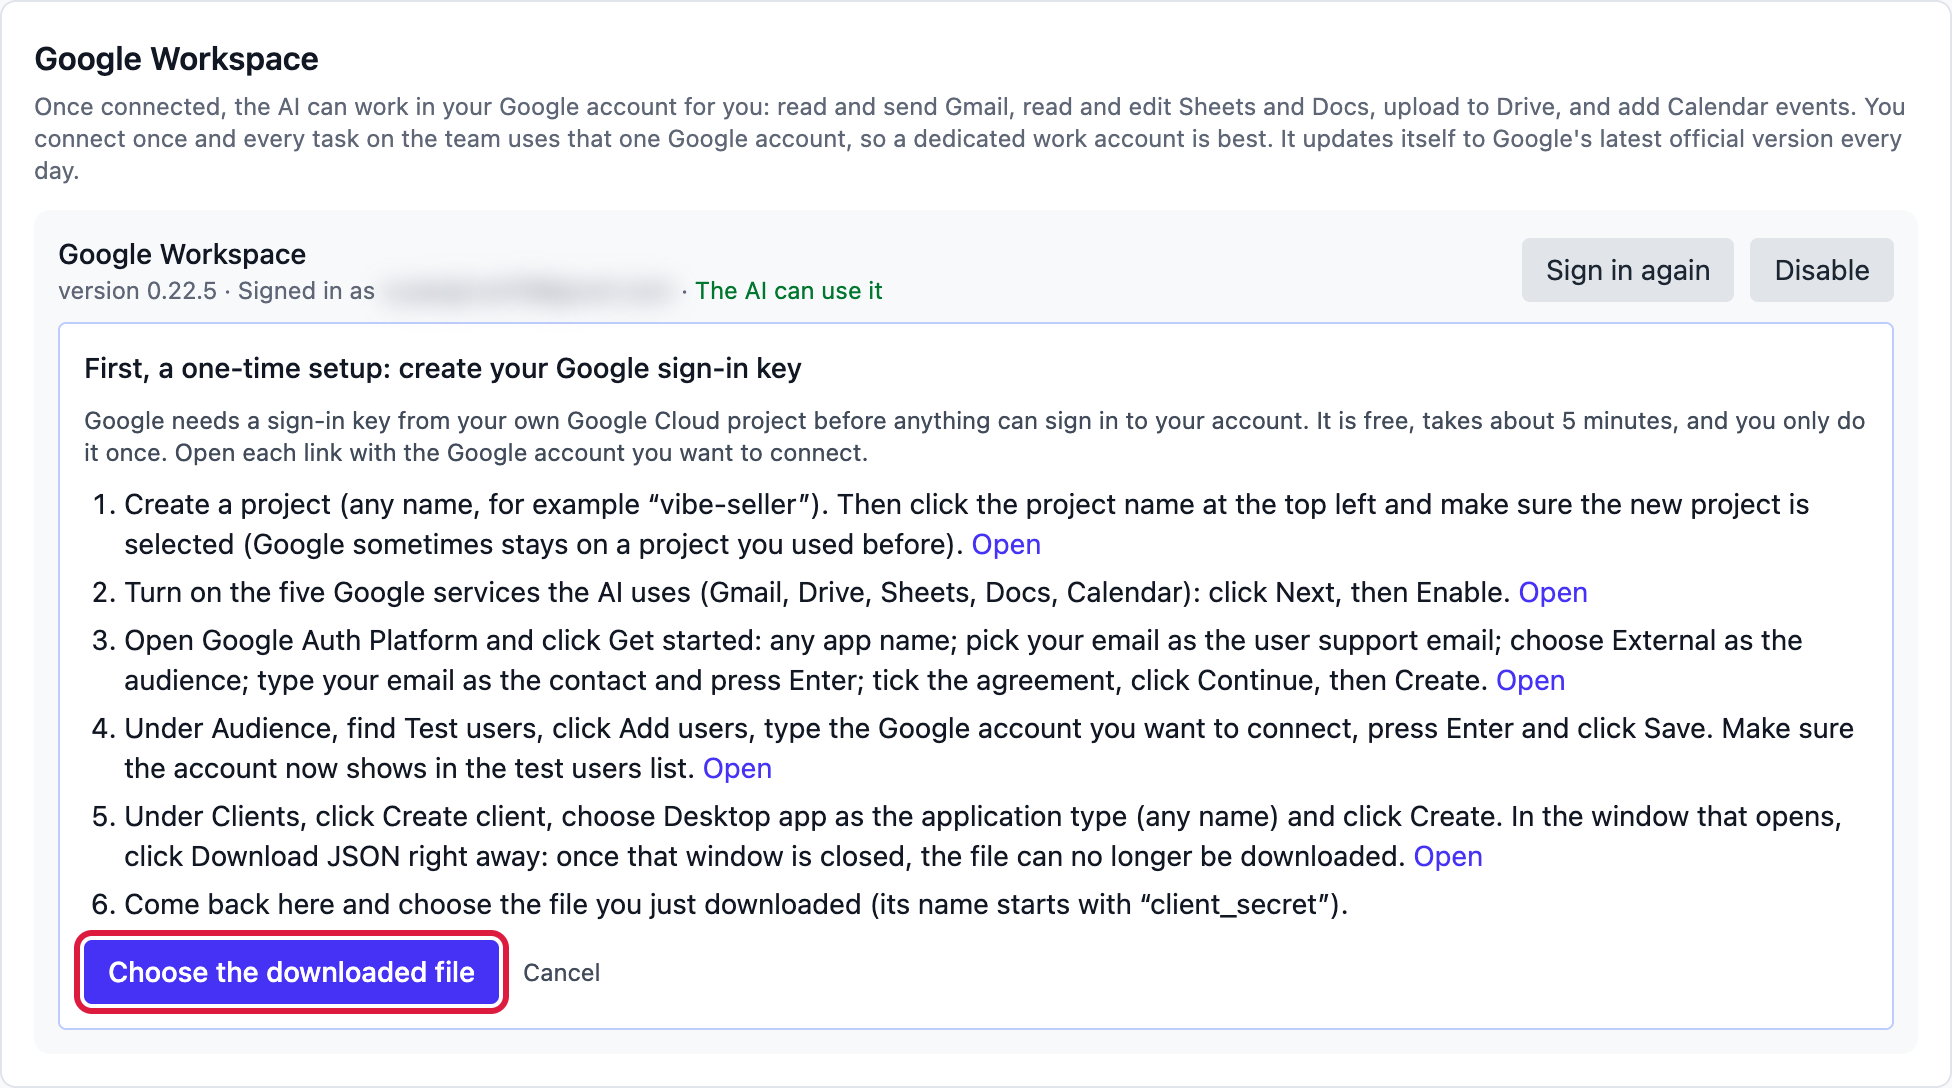 Google Workspace
Once connected, the AI can work in your Google account for you: read and send Gmail, read and edit Sheets and Docs, upload to Drive, and add Calendar events. You
connect once and every task on the team uses that one Google account, so a dedicated work account is best. It updates itself to Google's latest official version every
day.
Google Workspace
version 0.22.5 · Signed in as · The AI can use it
Sign in again
Disable
First, a one-time setup: create your Google sign-in key
Google needs a sign-in key from your own Google Cloud project before anything can sign in to your account. It is free, takes about 5 minutes, and you only do
it once. Open each link with the Google account you want to connect.
1. Create a project (any name, for example “vibe-seller”). Then click the project name at the top left and make sure the new project is
selected (Google sometimes stays on a project you used before). Open
2. Turn on the five Google services the AI uses (Gmail, Drive, Sheets, Docs, Calendar): click Next, then Enable. Open
3. Open Google Auth Platform and click Get started: any app name; pick your email as the user support email; choose External as the
audience; type your email as the contact and press Enter; tick the agreement, click Continue, then Create. Open
4. Under Audience, find Test users, click Add users, type the Google account you want to connect, press Enter and click Save. Make sure
the account now shows in the test users list. Open
5. Under Clients, click Create client, choose Desktop app as the application type (any name) and click Create. In the window that opens,
click Download JSON right away: once that window is closed, the file can no longer be downloaded. Open
6. Come back here and choose the file you just downloaded (its name starts with “client_secret”).
Choose the downloaded file
Cancel